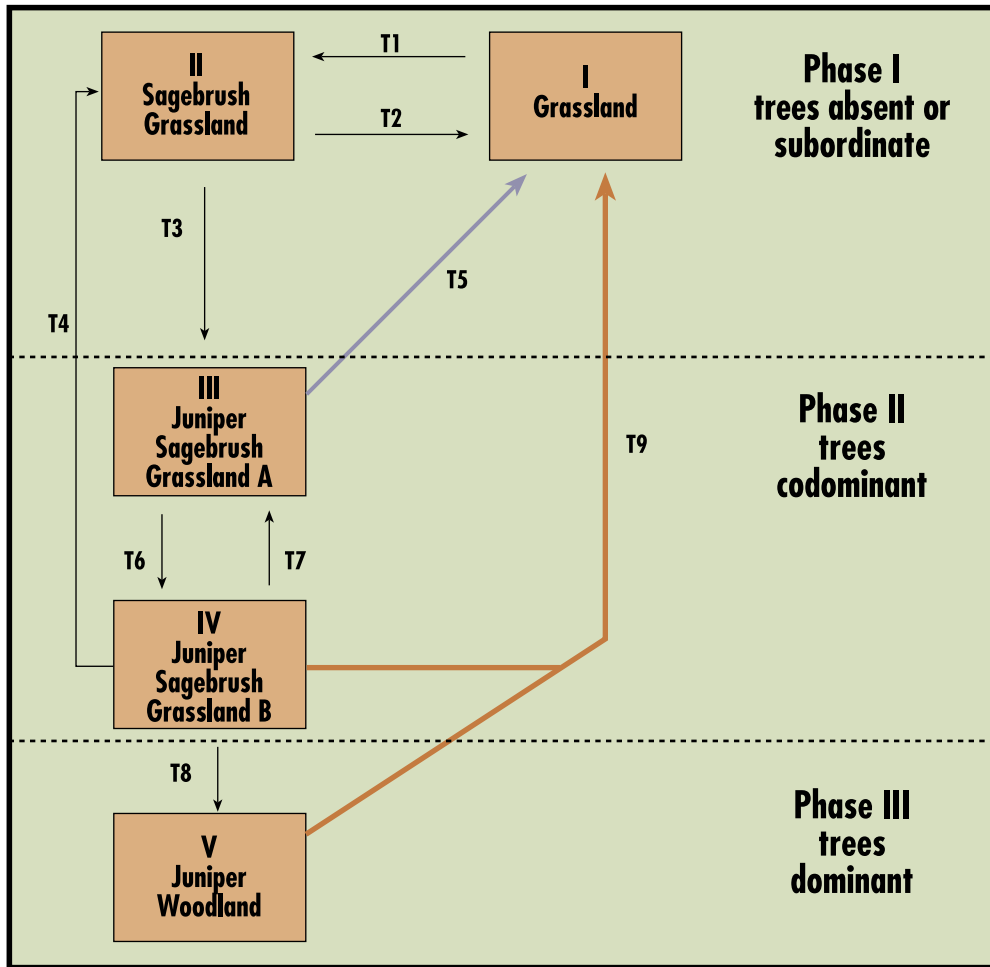 II
Sagebrush
Grassland
T1
T2
I
Grassland
Phase I
trees absent or
subordinate
T3
T4
T5
III
Juniper
Sagebrush
Grassland A
Phase II
trees
codominant
T9
T6
T7
IV
Juniper
Sagebrush
Grassland B
T8
V
Juniper
Woodland
Phase III
trees
dominant